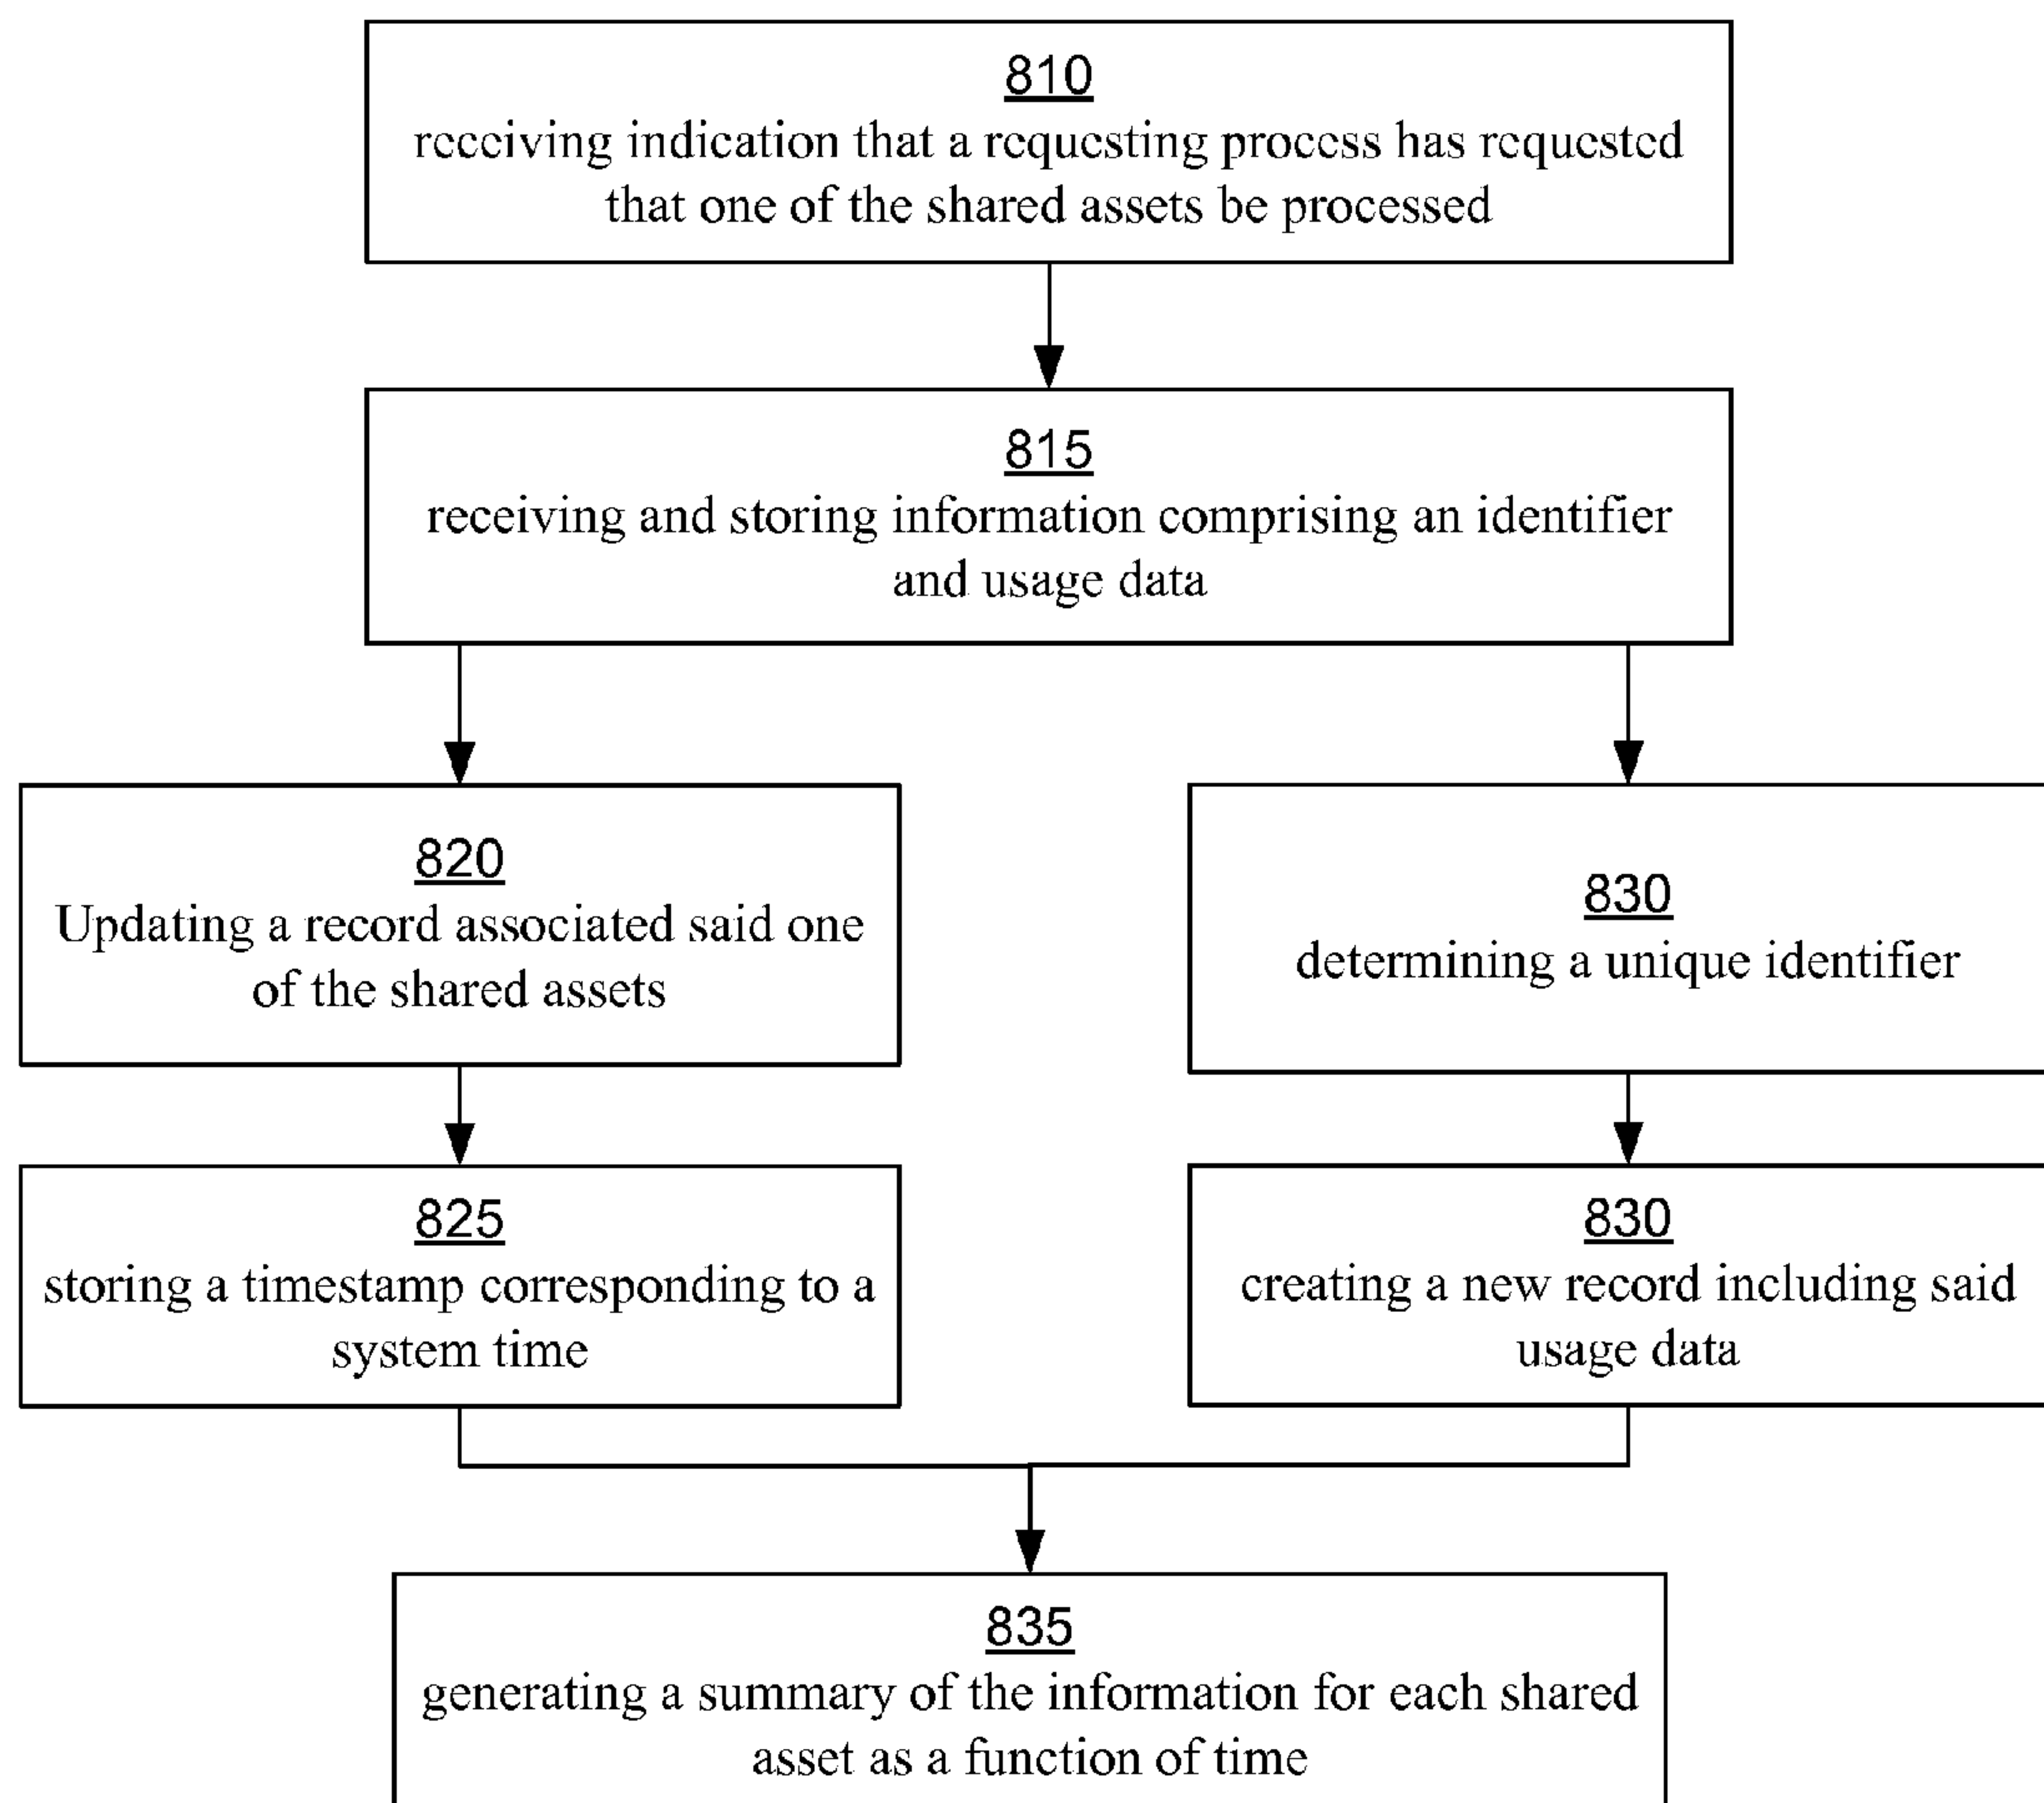 810
receiving indication that a requesting process has requested
that one of the shared assets be processed
815
receiving and storing information comprising an identifier
and usage data
820
Updating a record associated said one
of the shared assets
830
determining a unique identifier
825
storing a timestamp corresponding to a
system time
830
creating a new record including said
usage data
835
generating a summary of the information for each shared
asset as a function of time